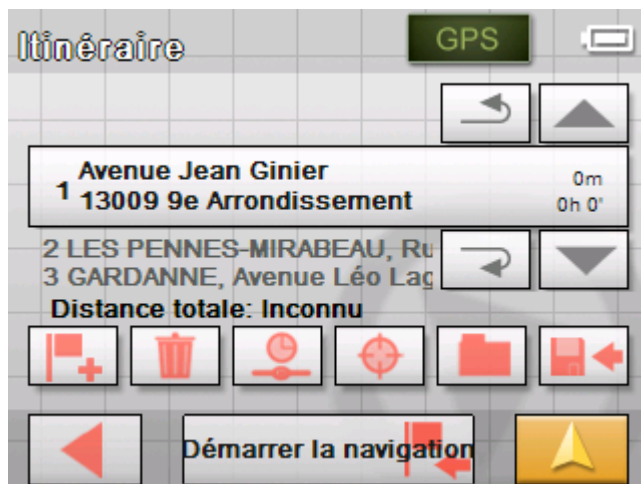 Itinéraire
GPS
1 Avenue Jean Ginier
13009 9e Arrondissement
0m
0h 0'
2 LES PENNES-MIRABEAU, Ru
3 GARDANNE, Avenue Léo Lag
Distance totale: Inconnu
Démarrer la navigation